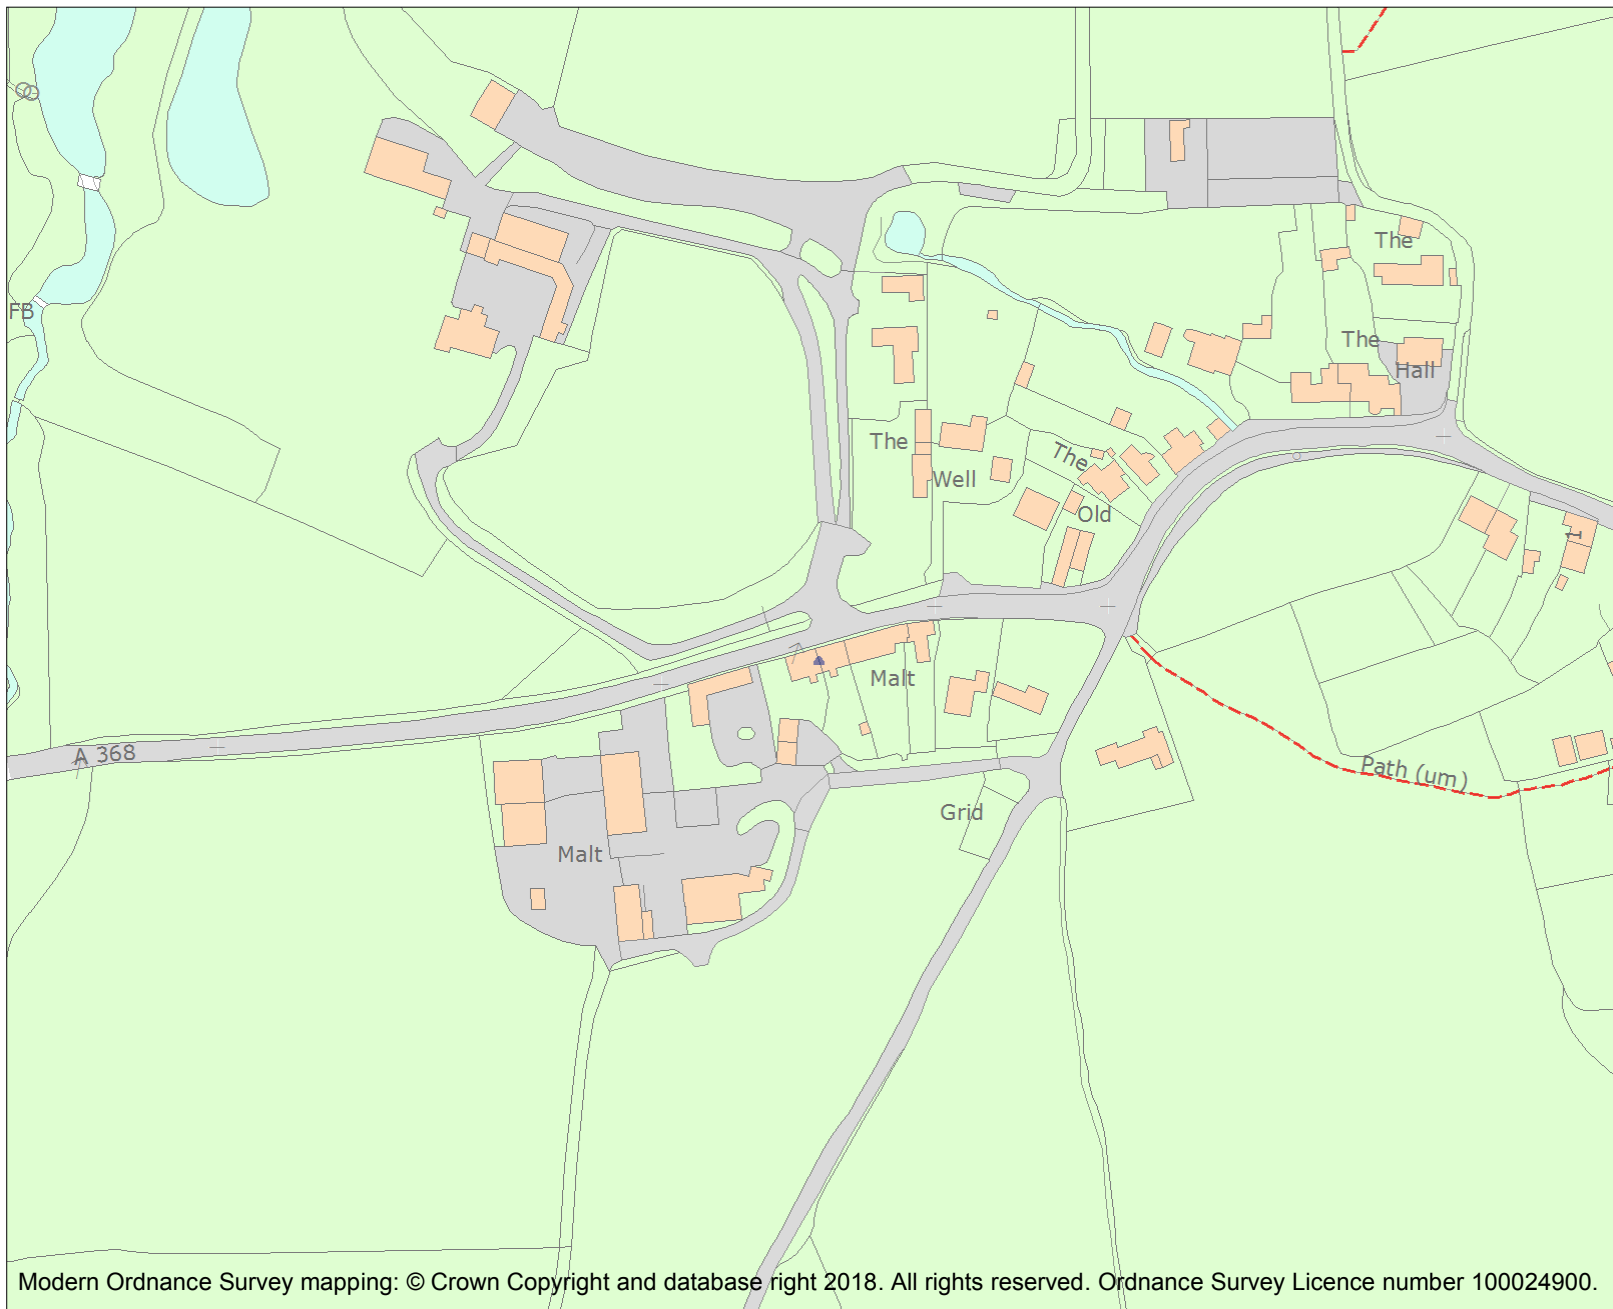 The
FB
The
Hall
The
Well
The
Old
1
Malt
A 368
Path (um)
Grid
Malt
Modern Ordnance Survey mapping: © Crown Copyright and database right 2018. All rights reserved. Ordnance Survey Licence number 100024900.